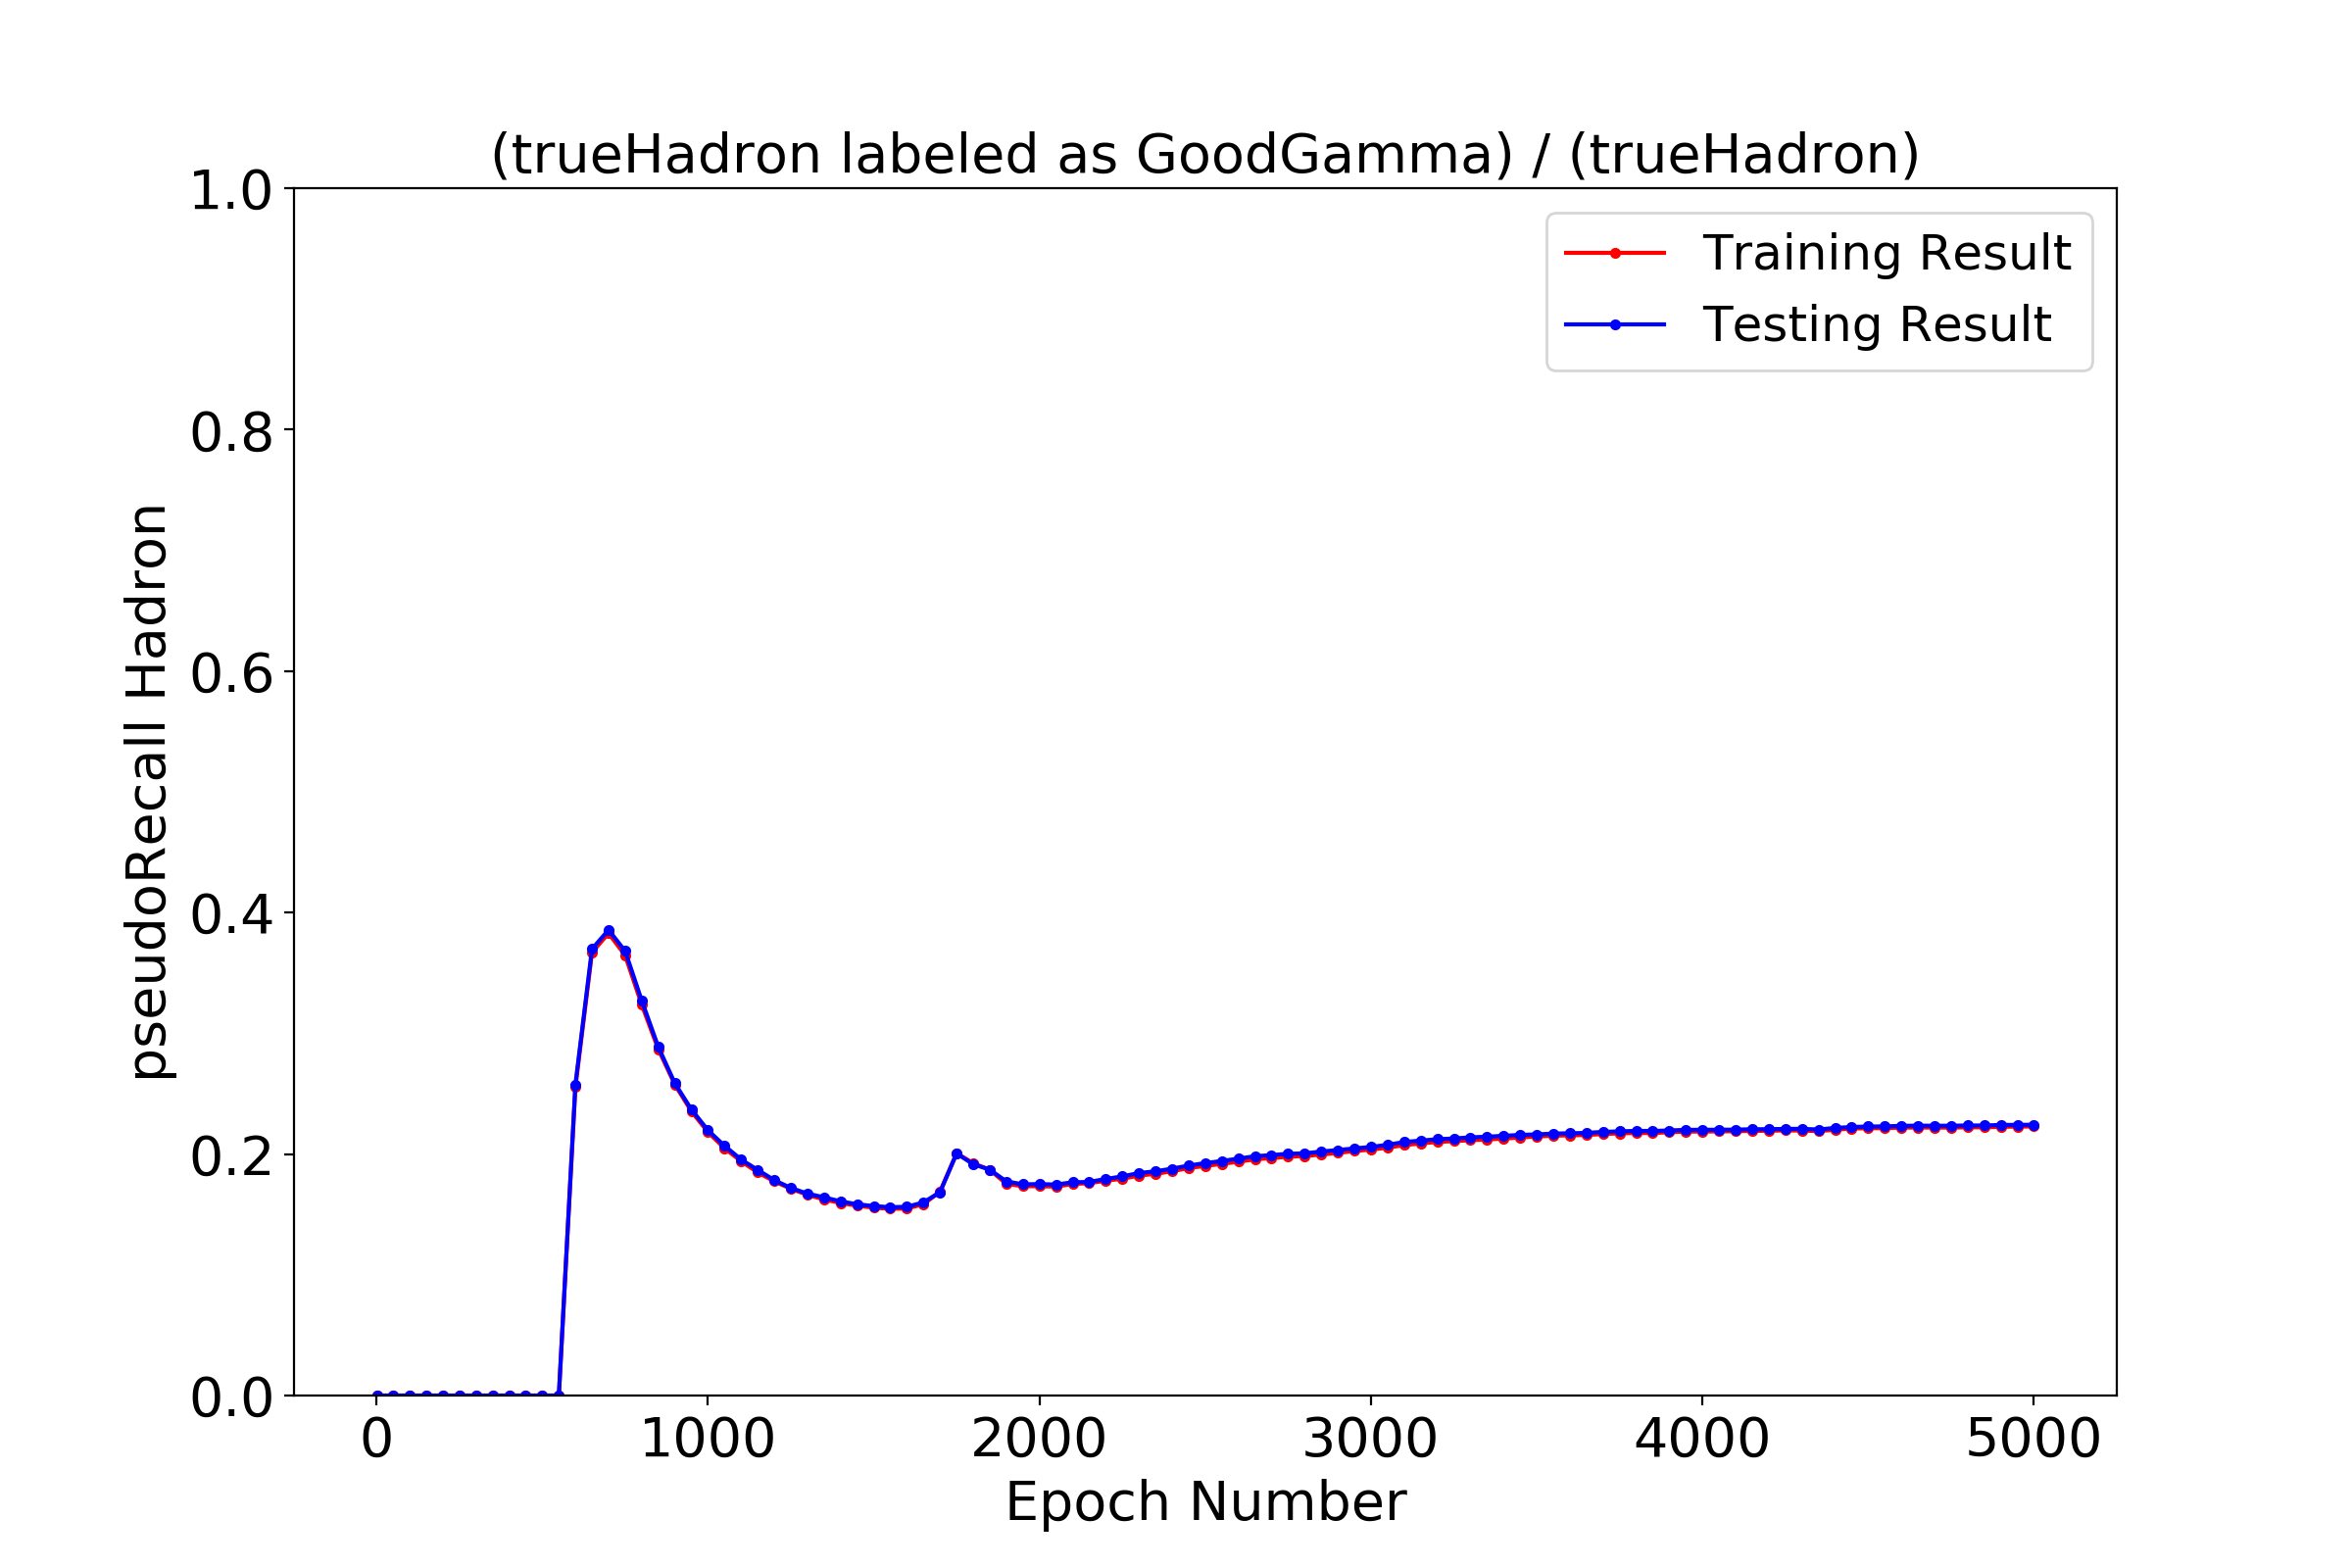 (trueHadron labeled as GoodGamma) / (trueHadron)
1.0
0.8
0.6
0.4
0.2
0.0
pseudoRecall Hadron
Training Result
Testing Result
0 1000 2000 3000 4000 5000
Epoch Number